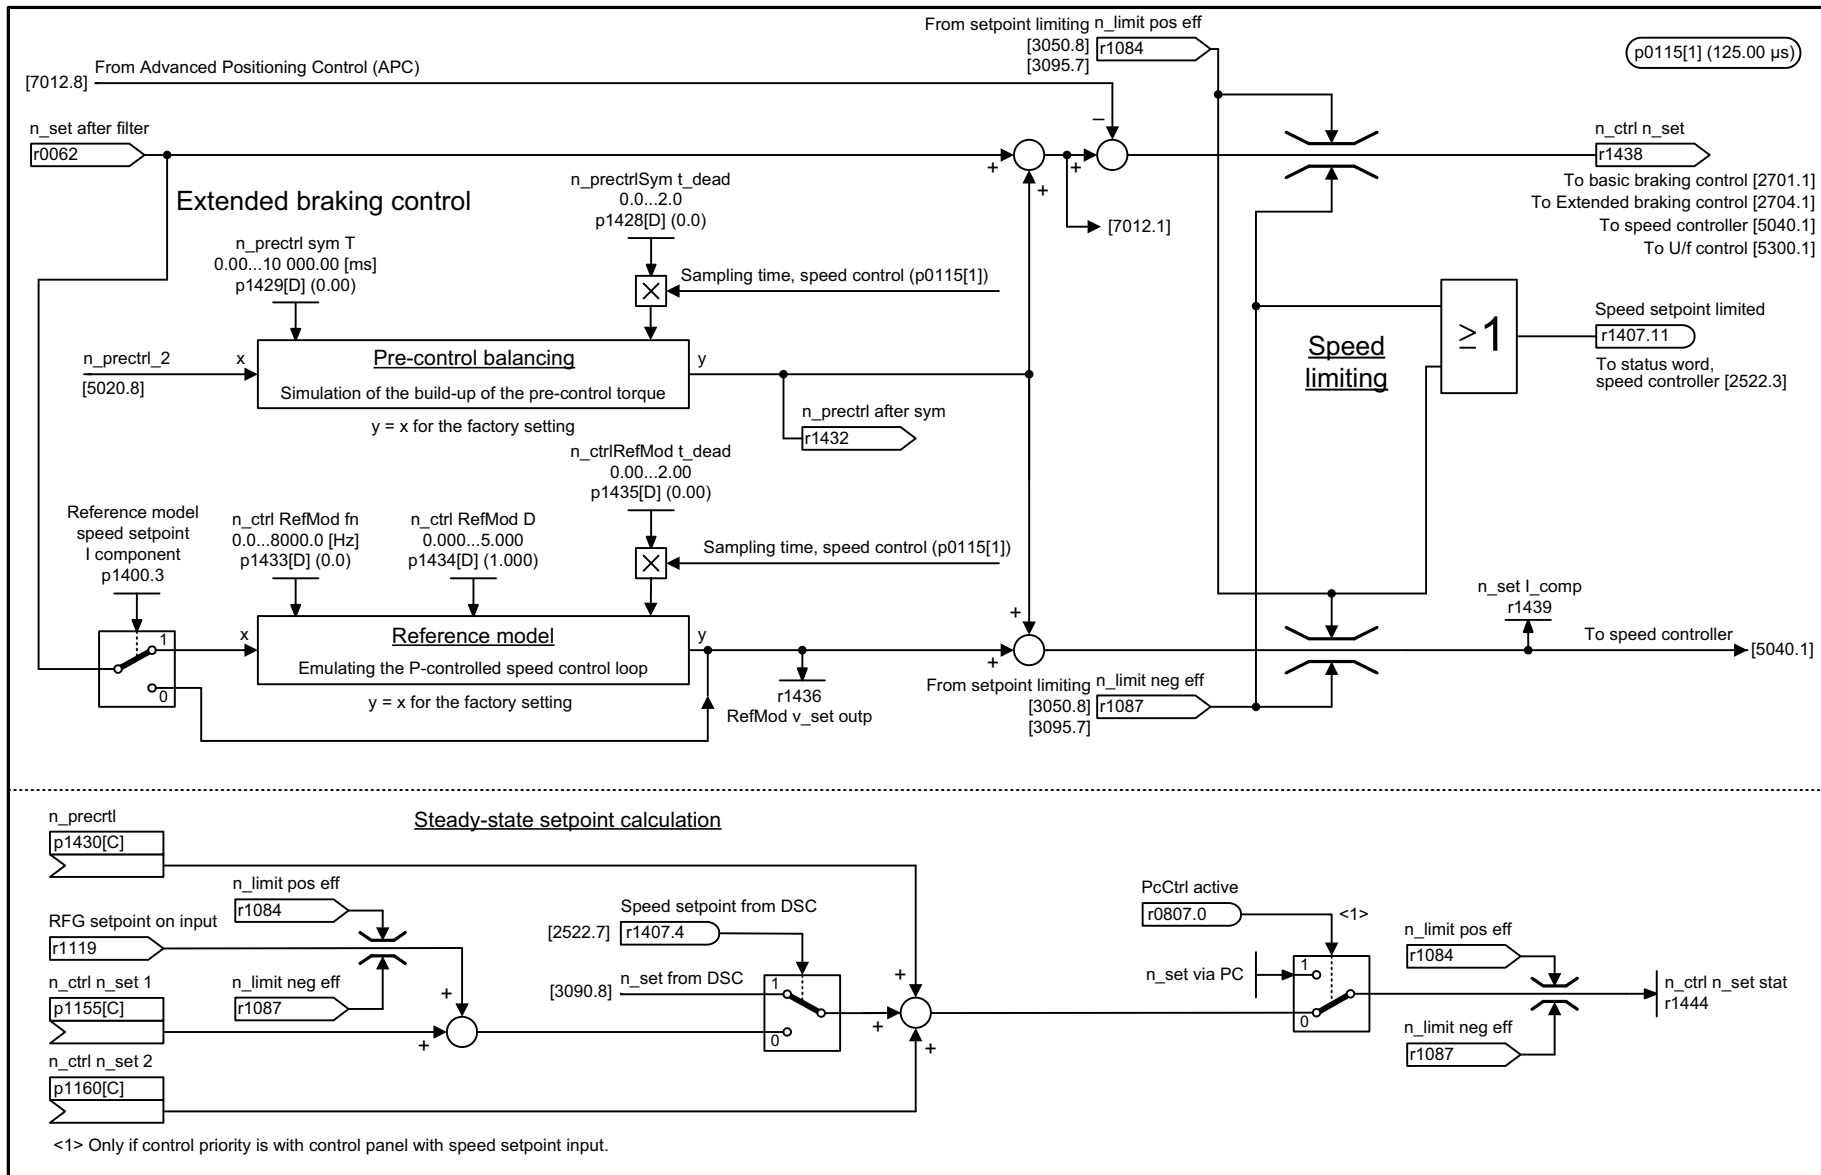 From setpoint limiting
[3050.8]
[3095.7]
n_limit pos eff
r1084
p0115[1] (125.00 µs)
From Advanced Positioning Control (APC)
[7012.8]
n_set after filter
r0062
–
+
+
+
n_ctrl n_set
r1438
To basic braking control [2701.1]
To Extended braking control [2704.1]
To speed controller [5040.1]
To U/f control [5300.1]
Extended braking control
n_prectrlSym t_dead
0.0...2.0
p1428[D] (0.0)
[7012.1]
n_prectrl sym T
0.00...10 000.00 [ms]
p1429[D] (0.00)
Sampling time, speed control (p0115[1])
n_prectrl_2
[5020.8]
x
Pre-control balancing
Simulation of the build-up of the pre-control torque
y
y = x for the factory setting
n_prectrl after sym
r1432
Speed
limiting
≥1
Speed setpoint limited
r1407.11
To status word,
speed controller [2522.3]
n_ctrlRefMod t_dead
0.00...2.00
p1435[D] (0.00)
Reference model
speed setpoint
I component
p1400.3
n_ctrl RefMod fn
0.0...8000.0 [Hz]
p1433[D] (0.0)
n_ctrl RefMod D
0.000...5.000
p1434[D] (1.000)
Sampling time, speed control (p0115[1])
1
0
x
Reference model
Emulating the P-controlled speed control loop
y
y = x for the factory setting
r1436
RefMod v_set outp
+
+
From setpoint limiting
[3050.8]
[3095.7]
n_limit neg eff
r1087
n_set I_comp
r1439
To speed controller
[5040.1]
Steady-state setpoint calculation
n_precrtl
p1430[C]
n_limit pos eff
r1084
RFG setpoint on input
r1119
n_limit neg eff
r1087
n_ctrl n_set 1
p1155[C]
+
+
n_ctrl n_set 2
p1160[C]
Speed setpoint from DSC
[2522.7]
r1407.4
n_set from DSC
[3090.8]
1
0
+
+
+
PcCtrl active
r0807.0
<1>
n_set via PC
1
0
n_limit pos eff
r1084
n_limit neg eff
r1087
n_ctrl n_set stat
r1444
<1> Only if control priority is with control panel with speed setpoint input.